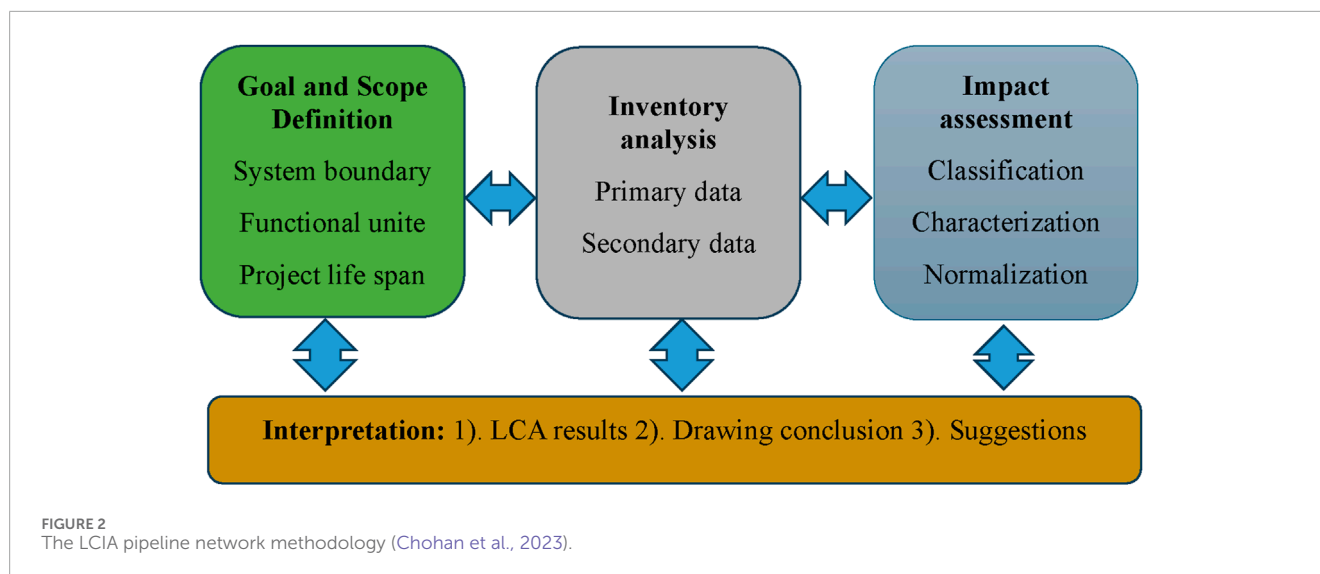 Goal and Scope
Definition
System boundary
Functional unite
Project life span
Inventory
analysis
Primary data
Secondary data
Impact
assessment
Classification
Characterization
Normalization
Interpretation: 1). LCA results 2). Drawing conclusion 3). Suggestions
FIGURE 2
The LCIA pipeline network methodology (Chohan et al., 2023).